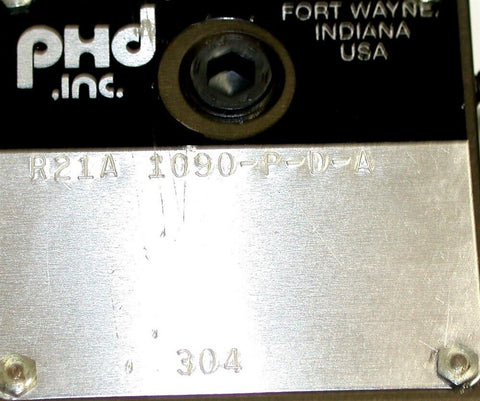 PHD
,inc.
FORT WAYNE,
INDIANA
USA
R21A 1090-P-D-A
304